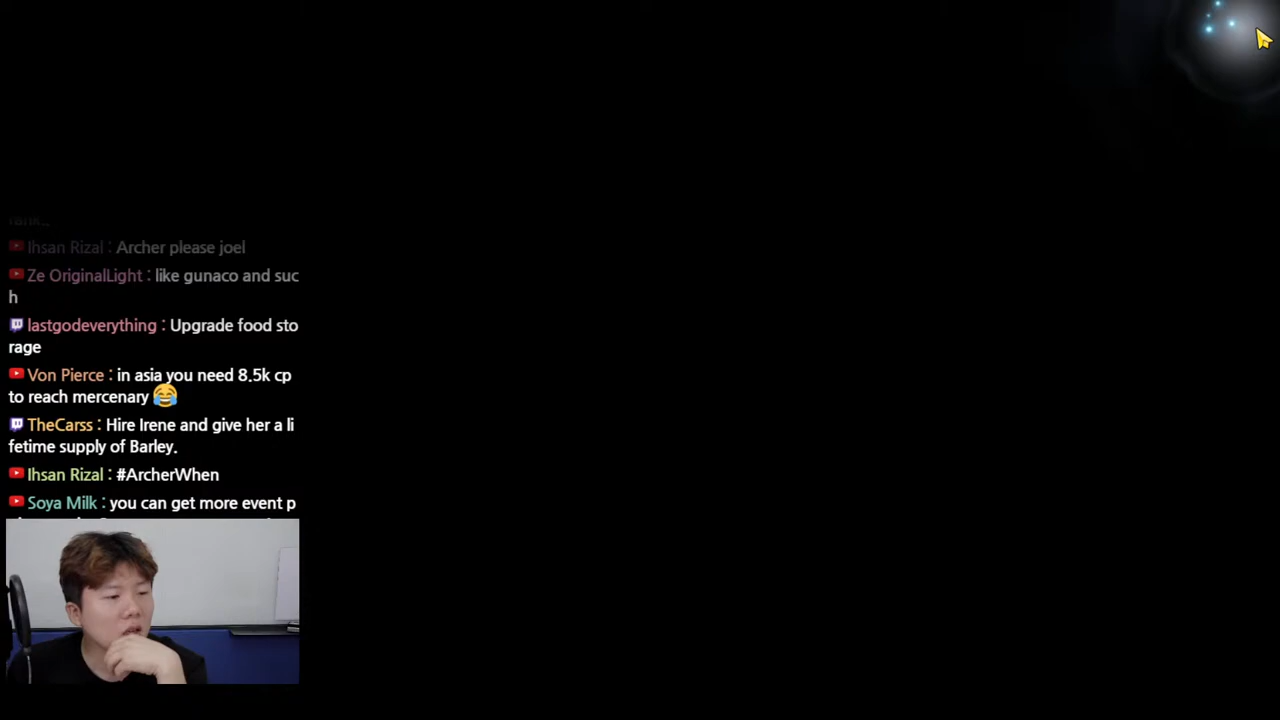 Ihsan Rizal : Archer please joel
Ze OriginalLight : like gunaco and suc
h
lastgodeverything : Upgrade food sto
rage
Von Pierce : in asia you need 8.5k cp
to reach mercenary 😂
TheCarss : Hire Irene and give her a li
fetime supply of Barley.
Ihsan Rizal : #ArcherWhen
Soya Milk : you can get more event p